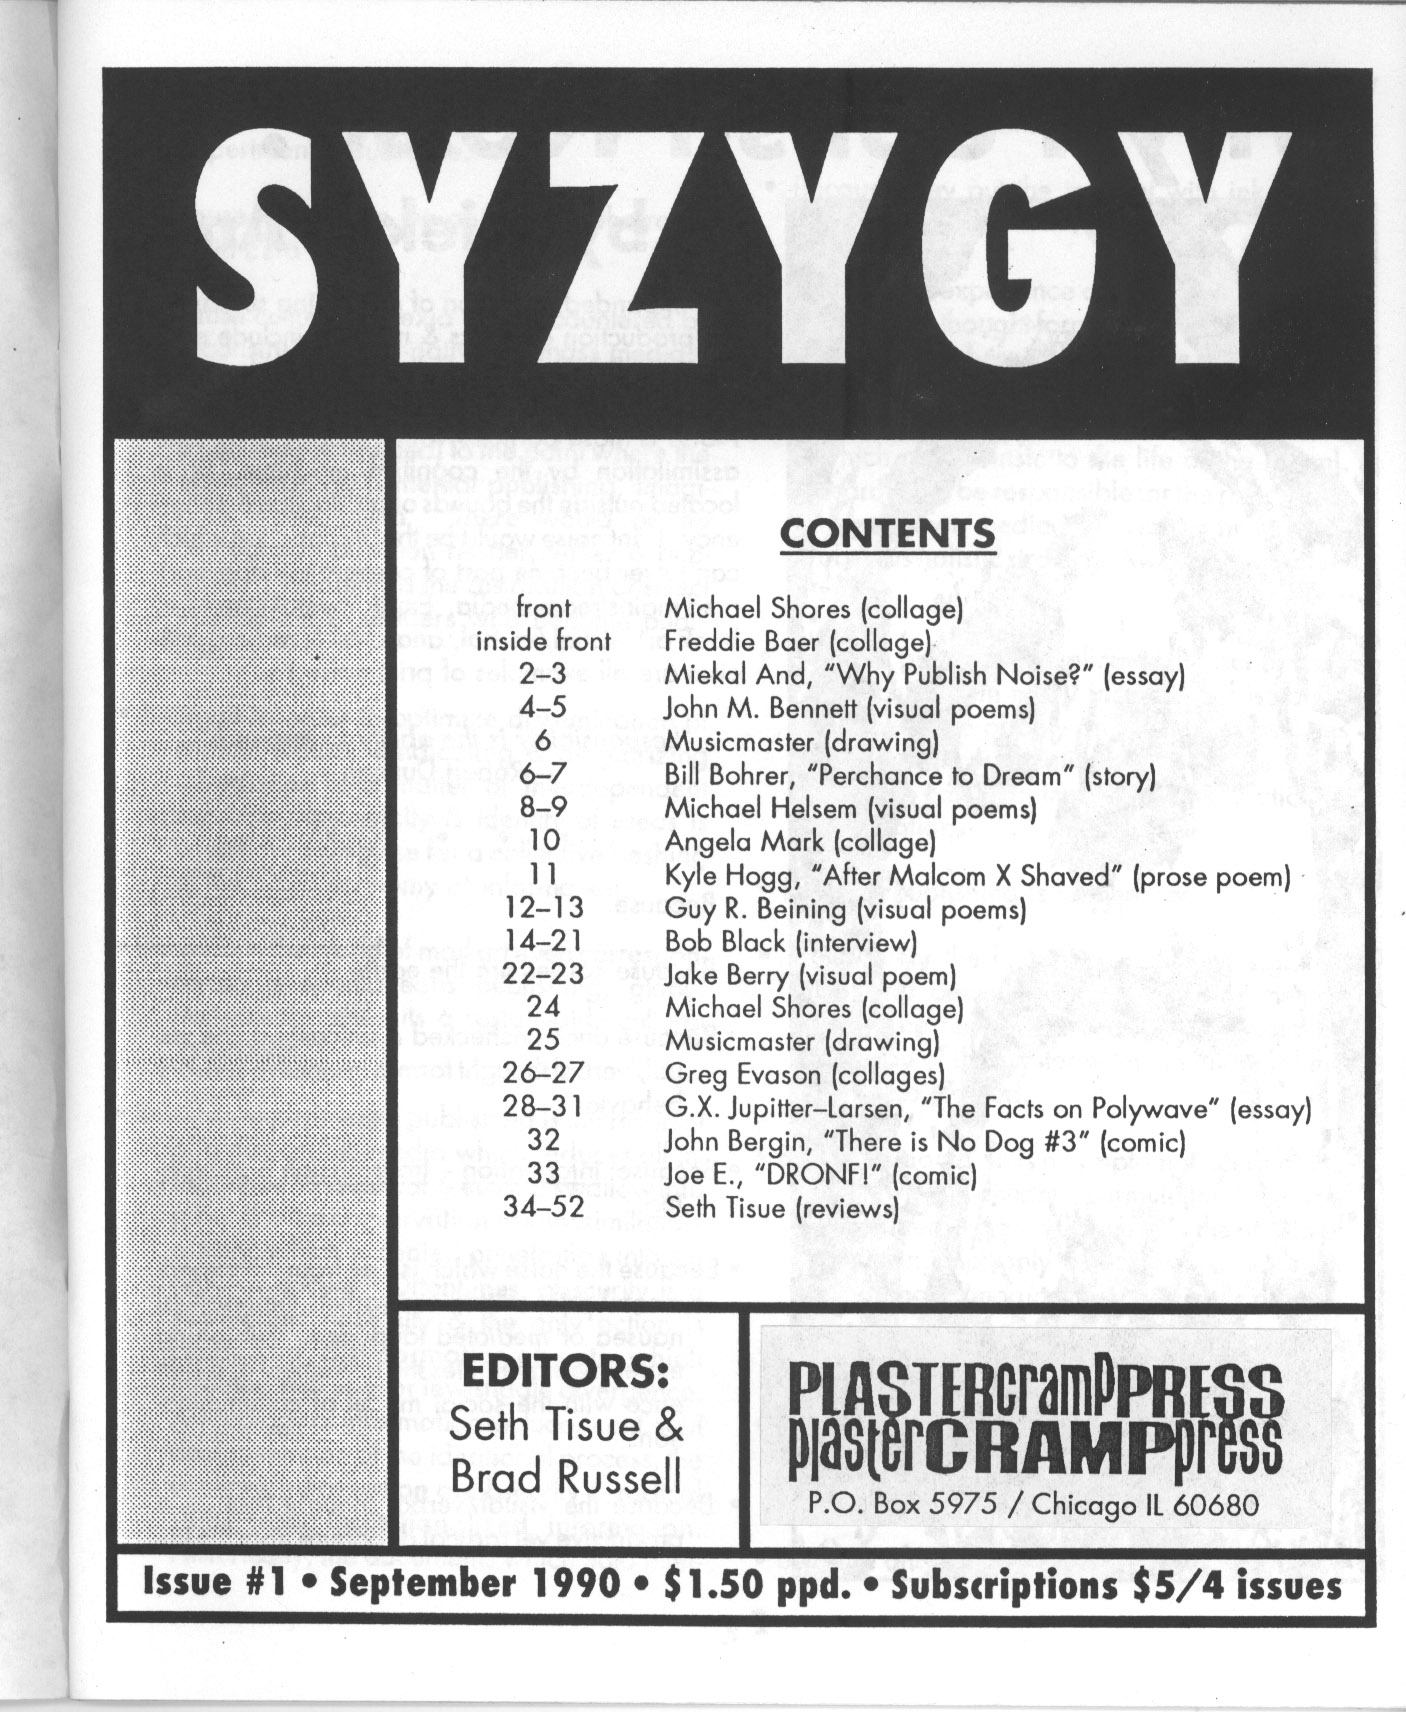 SYZYGY
CONTENTS
front Michael Shores (collage)
inside front Freddie Baer (collage)
2–3 Miekal And, “Why Publish Noise?” (essay)
4–5 John M. Bennett (visual poems)
6 Musicmaster (drawing)
6–7 Bill Bohrer, “Perchance to Dream” (story)
8–9 Michael Helsem (visual poems)
10 Angela Mark (collage)
11 Kyle Hogg, “After Malcom X Shaved” (prose poem)
12–13 Guy R. Beining (visual poems)
14–21 Bob Black (interview)
22–23 Jake Berry (visual poem)
24 Michael Shores (collage)
25 Musicmaster (drawing)
26–27 Greg Evason (collages)
28–31 G.X. Jupitter–Larsen, “The Facts on Polywave” (essay)
32 John Bergin, “There is No Dog #3” (comic)
33 Joe E., “DRONF!” (comic)
34–52 Seth Tisue (reviews)
EDITORS:
Seth Tisue &
Brad Russell
PLASTERcramPPRESS
plasterCRAMPpress
P.O. Box 5975 / Chicago IL 60680
Issue #1 • September 1990 • $1.50 ppd. • Subscriptions $5/4 issues